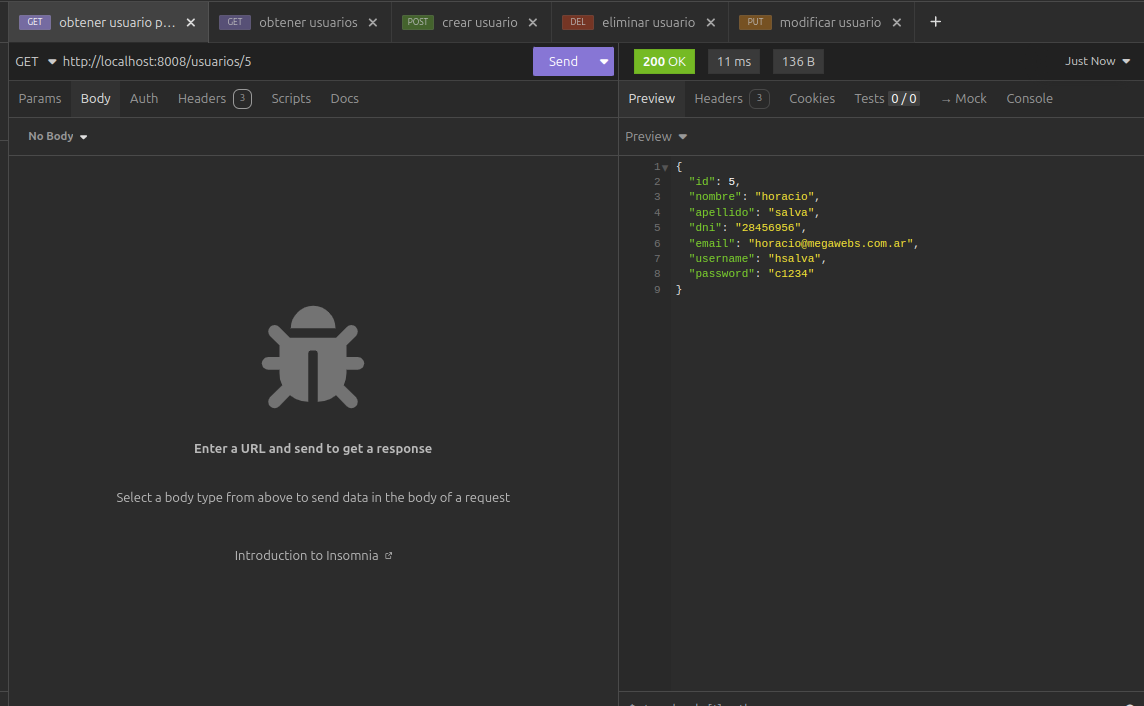 GET obtener usuario p... GET obtener usuarios POST crear usuario DEL eliminar usuario PUT modificar usuario +
GET http://localhost:8008/usuarios/5 Send 200 OK 11 ms 136 B Just Now
Params Body Auth Headers 3 Scripts Docs
Preview Headers 3 Cookies Tests 0 / 0 → Mock Console
No Body
Preview
1 {
2 "id": 5,
3 "nombre": "horacio",
4 "apellido": "salva",
5 "dni": "28456956",
6 "email": "horacio@megawebs.com.ar",
7 "username": "hsalva",
8 "password": "c1234"
9 }
Enter a URL and send to get a response
Select a body type from above to send data in the body of a request
Introduction to Insomnia